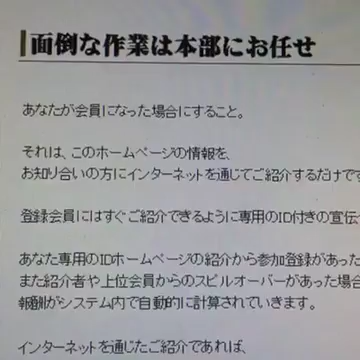 面倒な作業は本部にお任せ
あなたが会員になった場合にすること。
それは、このホームページの情報を、
お知り合いの方にインターネットを通じてご紹介するだけです
登録会員にはすぐご紹介できるように専用のID付きの宣伝
あなた専用のIDホームページの紹介から参加登録があった
また紹介者や上位会員からのスピルオーバーがあった場合
報酬がシステム内で自動的に計算されていきます。
インターネットを通じたご紹介であれば、